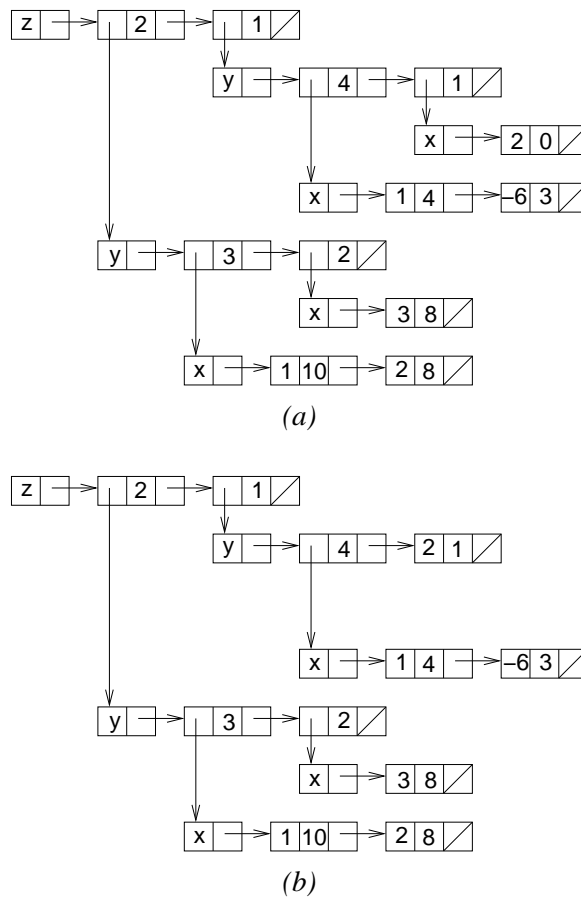 z 2 1
y 4 1
x 2 0
x 1 4 –6 3
y 3 2
x 3 8
x 1 10 2 8
(a)
z 2 1
y 4 2 1
x 1 4 –6 3
y 3 2
x 3 8
x 1 10 2 8
(b)